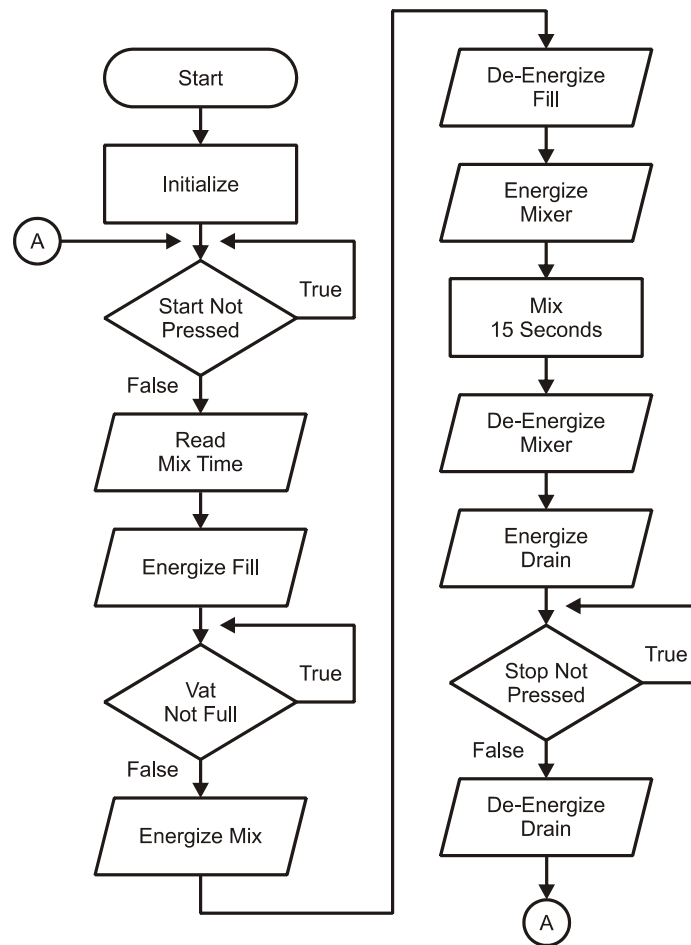 Start
Initialize
A
Start Not
Pressed
True
False
Read
Mix Time
Energize Fill
Vat
Not Full
True
False
Energize Mix
De-Energize
Fill
Energize
Mixer
Mix
15 Seconds
De-Energize
Mixer
Energize
Drain
Stop Not
Pressed
True
False
De-Energize
Drain
A